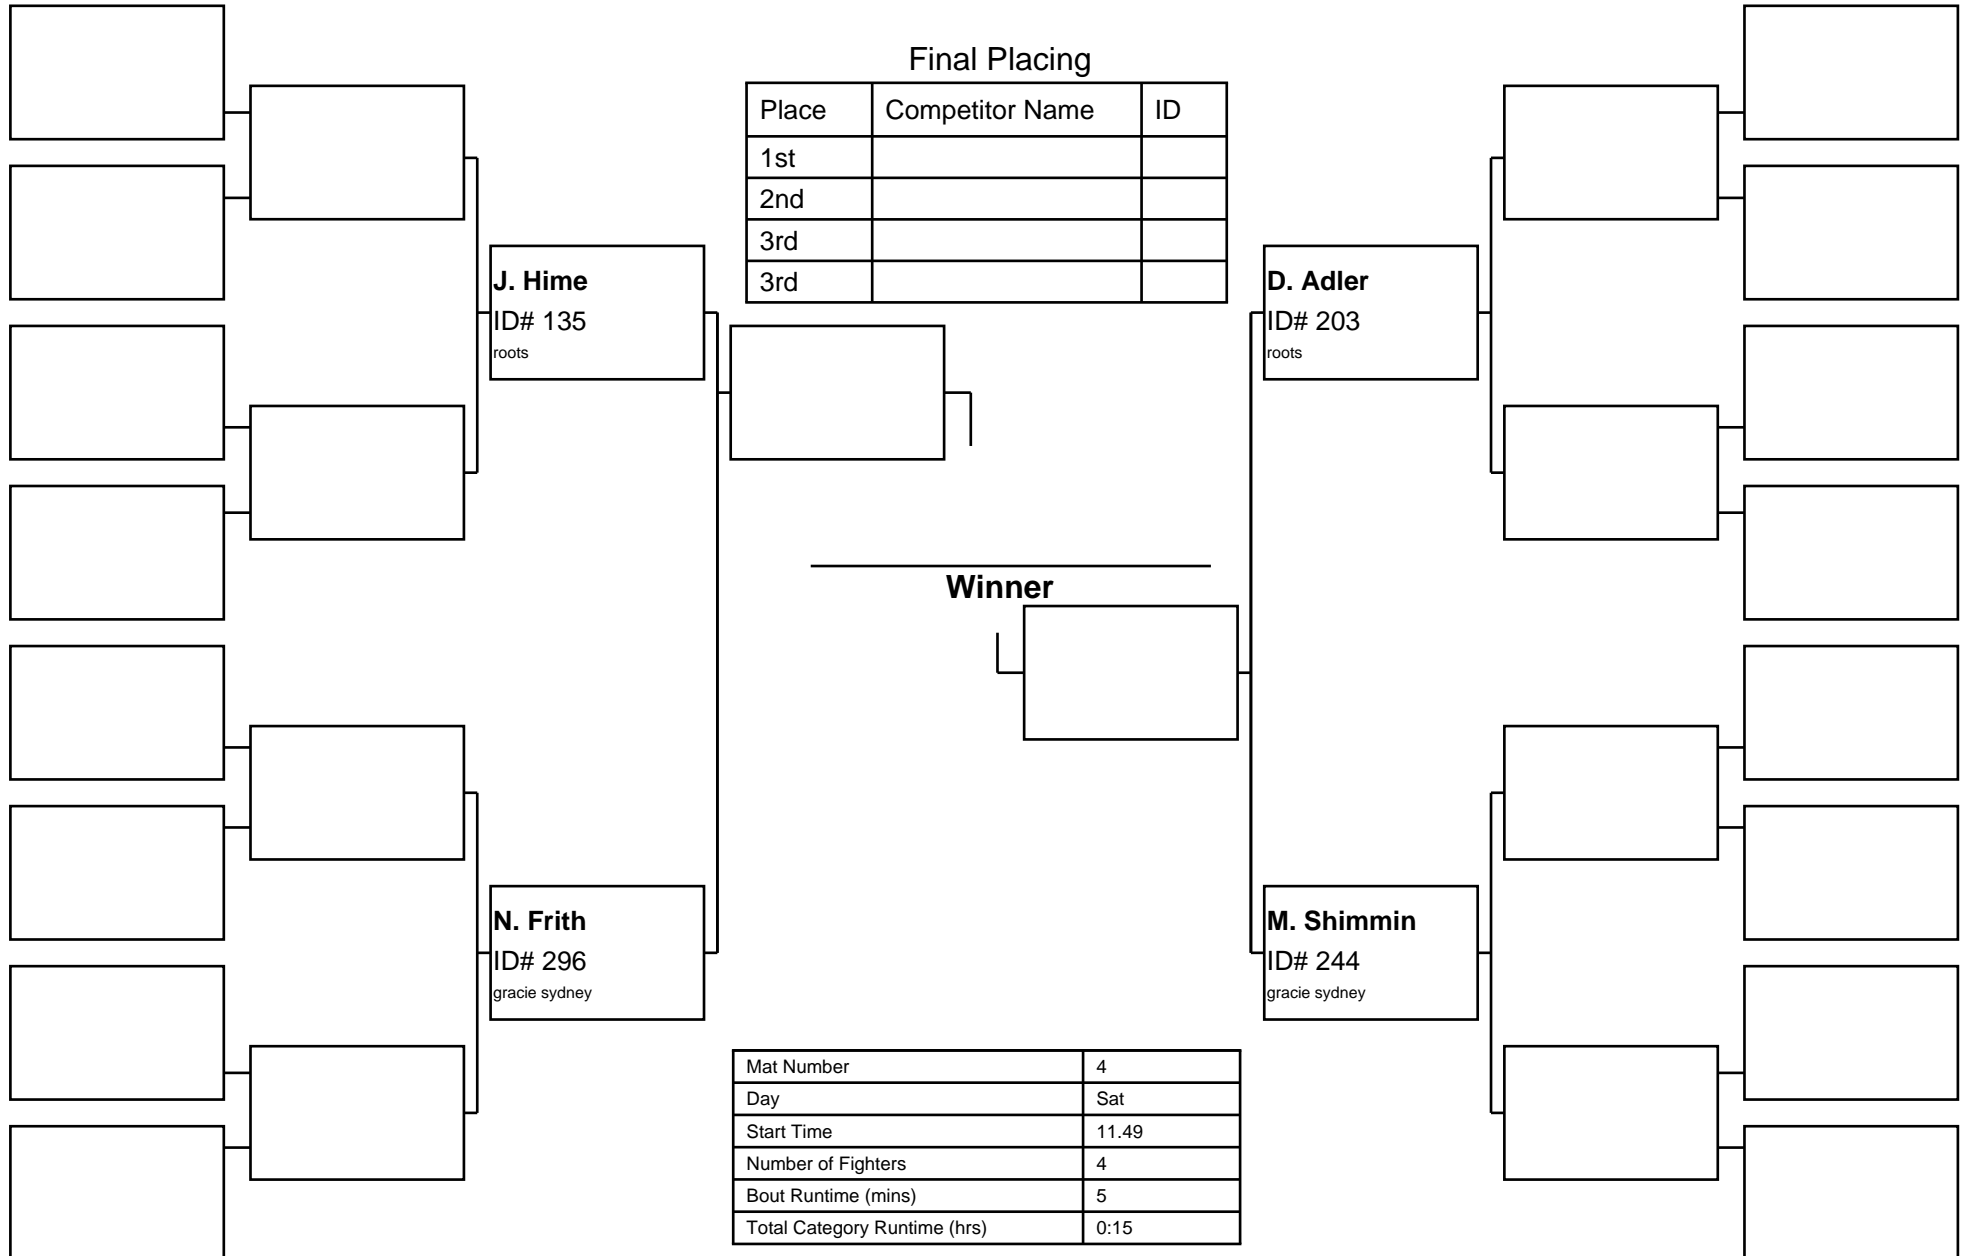 Final Placing
Place Competitor Name ID
1st
2nd
3rd
3rd
J. Hime
ID# 135
roots
D. Adler
ID# 203
roots
Winner
N. Frith
ID# 296
gracie sydney
M. Shimmin
ID# 244
gracie sydney
Mat Number 4
Day Sat
Start Time 11.49
Number of Fighters 4
Bout Runtime (mins) 5
Total Category Runtime (hrs) 0:15